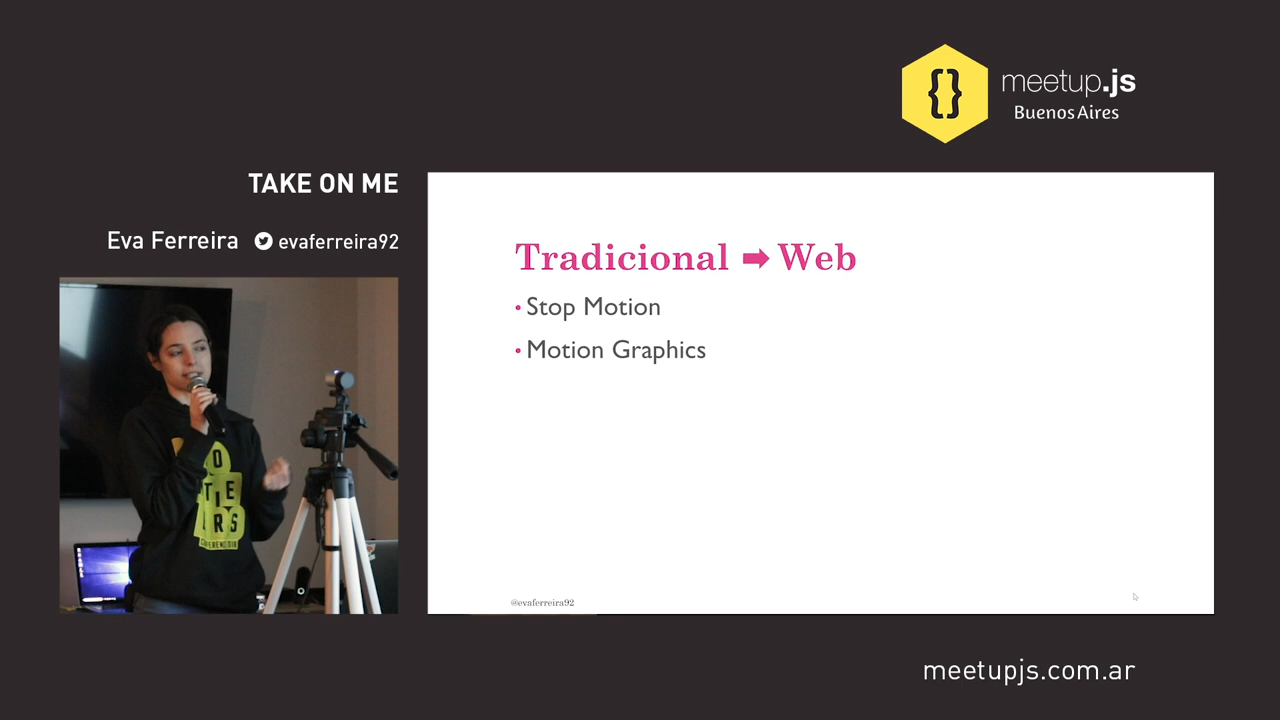 {}
meetup.js
Buenos Aires
TAKE ON ME
Eva Ferreira evaferreira92
Tradicional ➡ Web
• Stop Motion
• Motion Graphics
@evaferreira92
meetupjs.com.ar